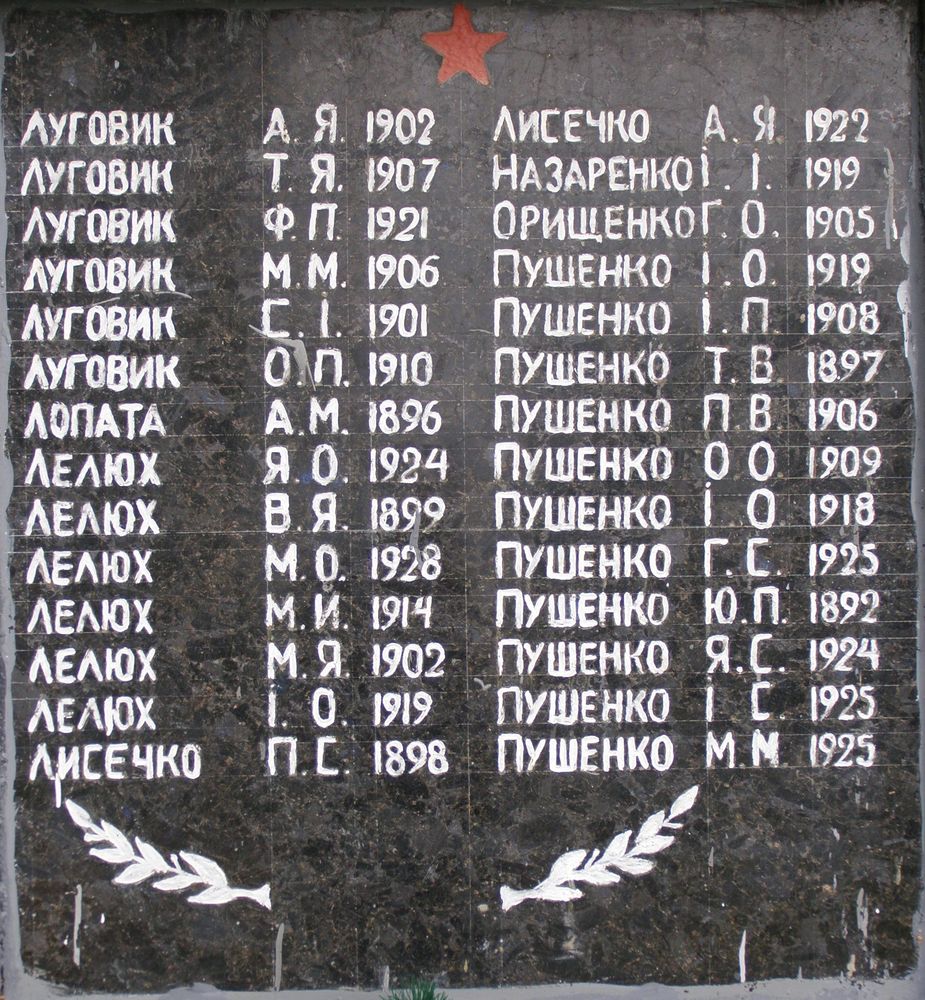 ЛУГОВИК А. Я. 1902
ЛУГОВИК Т. Я. 1907
ЛУГОВИК Ф. П. 1921
ЛУГОВИК М. М. 1906
ЛУГОВИК С. І. 1901
ЛУГОВИК О. П. 1910
ЛОПАТА А. М. 1896
ЛЕЛЮХ Я. О. 1924
ЛЕЛЮХ В. Я. 1899
ЛЕЛЮХ М. О. 1928
ЛЕЛЮХ М. И. 1914
ЛЕЛЮХ М. Я. 1902
ЛЕЛЮХ І. О. 1919
ЛИСЕЧКО П. С. 1898
ЛИСЕЧКО А. Я. 1922
НАЗАРЕНКО І. І. 1919
ОРИЩЕНКО Г. О. 1905
ПУШЕНКО І. О. 1919
ПУШЕНКО І. П 1908
ПУШЕНКО Т. В. 1897
ПУШЕНКО П В 1906
ПУШЕНКО О О 1909
ПУШЕНКО І О 1918
ПУШЕНКО Г. С. 1925
ПУШЕНКО Ю. П. 1892
ПУШЕНКО Я. С. 1924
ПУШЕНКО І С. 1925
ПУШЕНКО М. М 1925